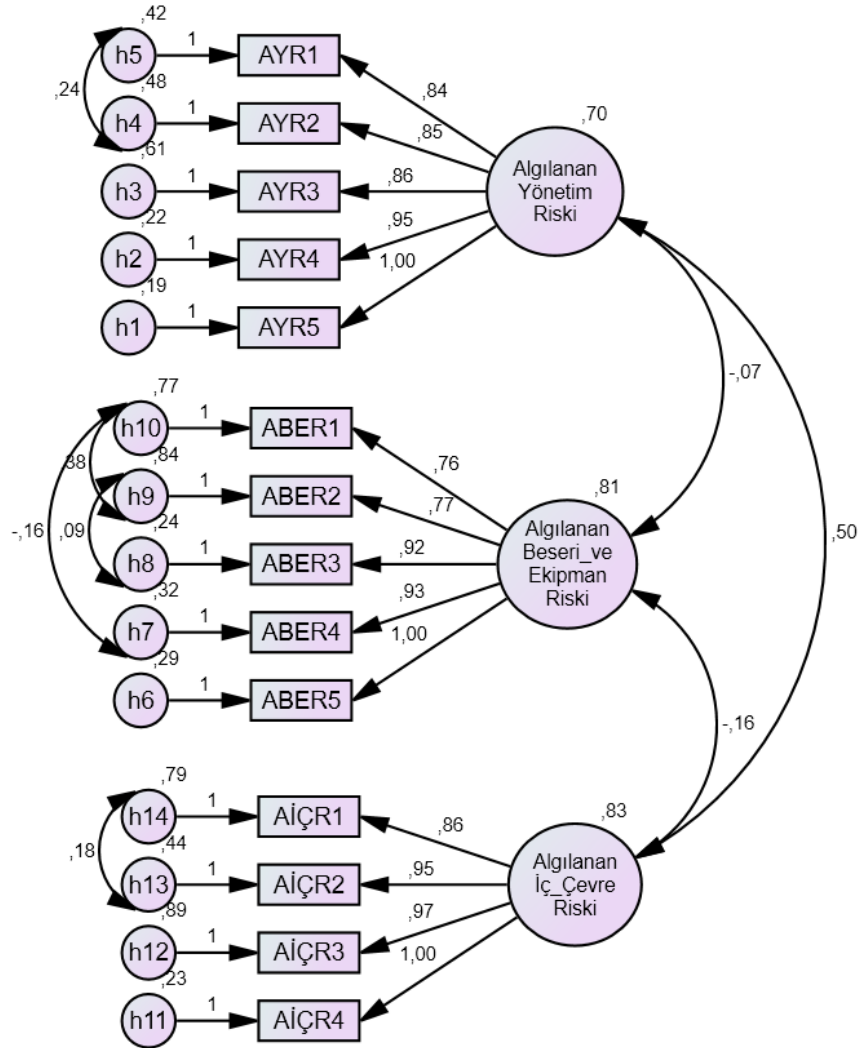 ,42
h5
1
AYR1
,84
,48
,24
h4
1
AYR2
,85
,70
,61
h3
1
AYR3
,86
Algılanan
Yönetim
Riski
,22
h2
1
AYR4
,95
,19
h1
1
AYR5
1,00
-,07
,77
h10
1
ABER1
,76
,84
h9
1
ABER2
,77
,81
-,16
,09
,24
h8
1
ABER3
,92
Algılanan
Beseri_ve
Ekipman
Riski
,50
,32
h7
1
ABER4
,93
,29
h6
1
ABER5
1,00
-,16
,79
h14
1
AİÇR1
,86
,83
,18
,44
h13
1
AİÇR2
,95
Algılanan
İç_Çevre
Riski
,89
h12
1
AİÇR3
,97
,23
h11
1
AİÇR4
1,00